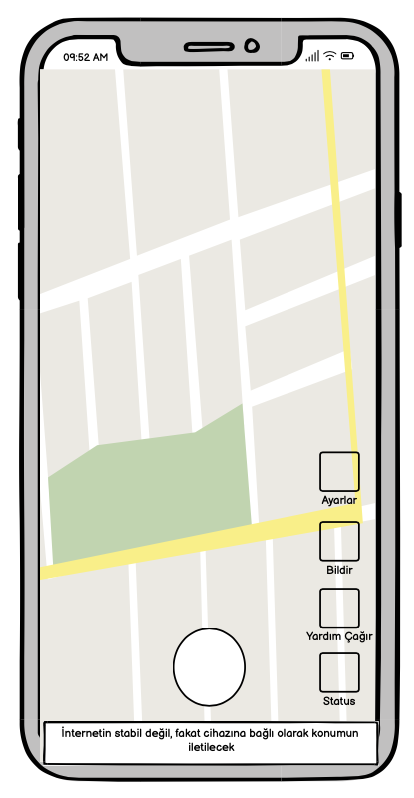 09:52 AM
Ayarlar
Bildir
Yardım Çağır
Status
İnternetin stabil değil, fakat cihazına bağlı olarak konumun
iletilecek